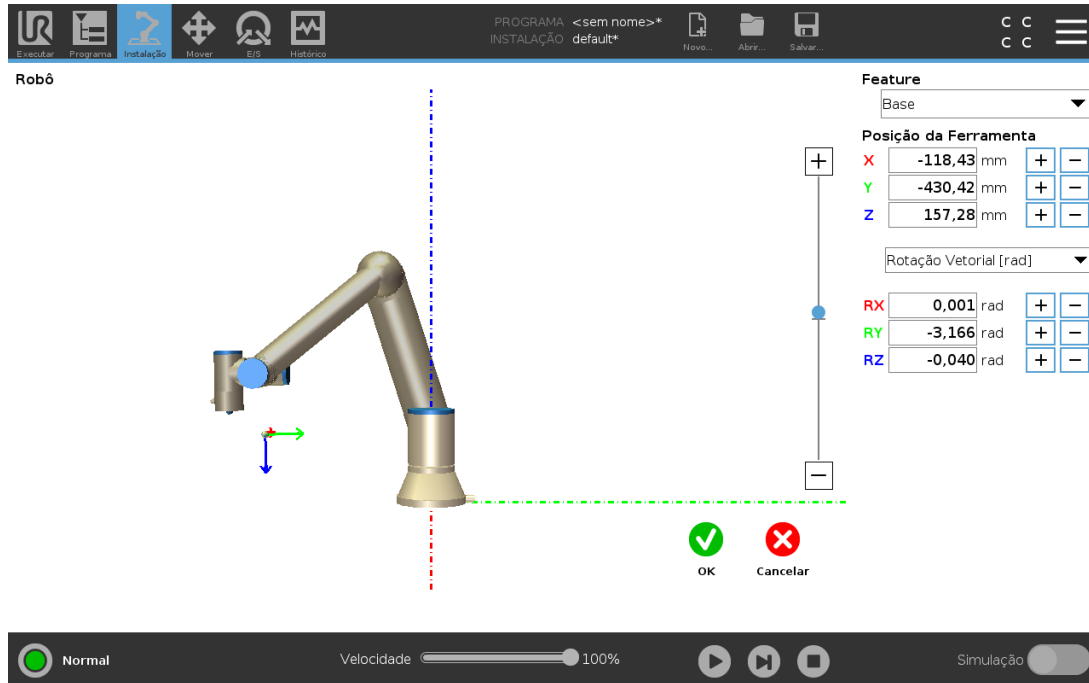 UR
PROGRAMA <sem nome>*
INSTALAÇÃO default*
C C
C C
Executar Programa Instalação Mover E/S Histórico
Novo... Abrir... Salvar...
Robô
Feature
Base
Posição da Ferramenta
X -118,43 mm + −
Y -430,42 mm + −
Z 157,28 mm + −
Rotação Vetorial [rad]
RX 0,001 rad + −
RY -3,166 rad + −
RZ -0,040 rad + −
+
−
OK Cancelar
Normal
Velocidade 100%
Simulação